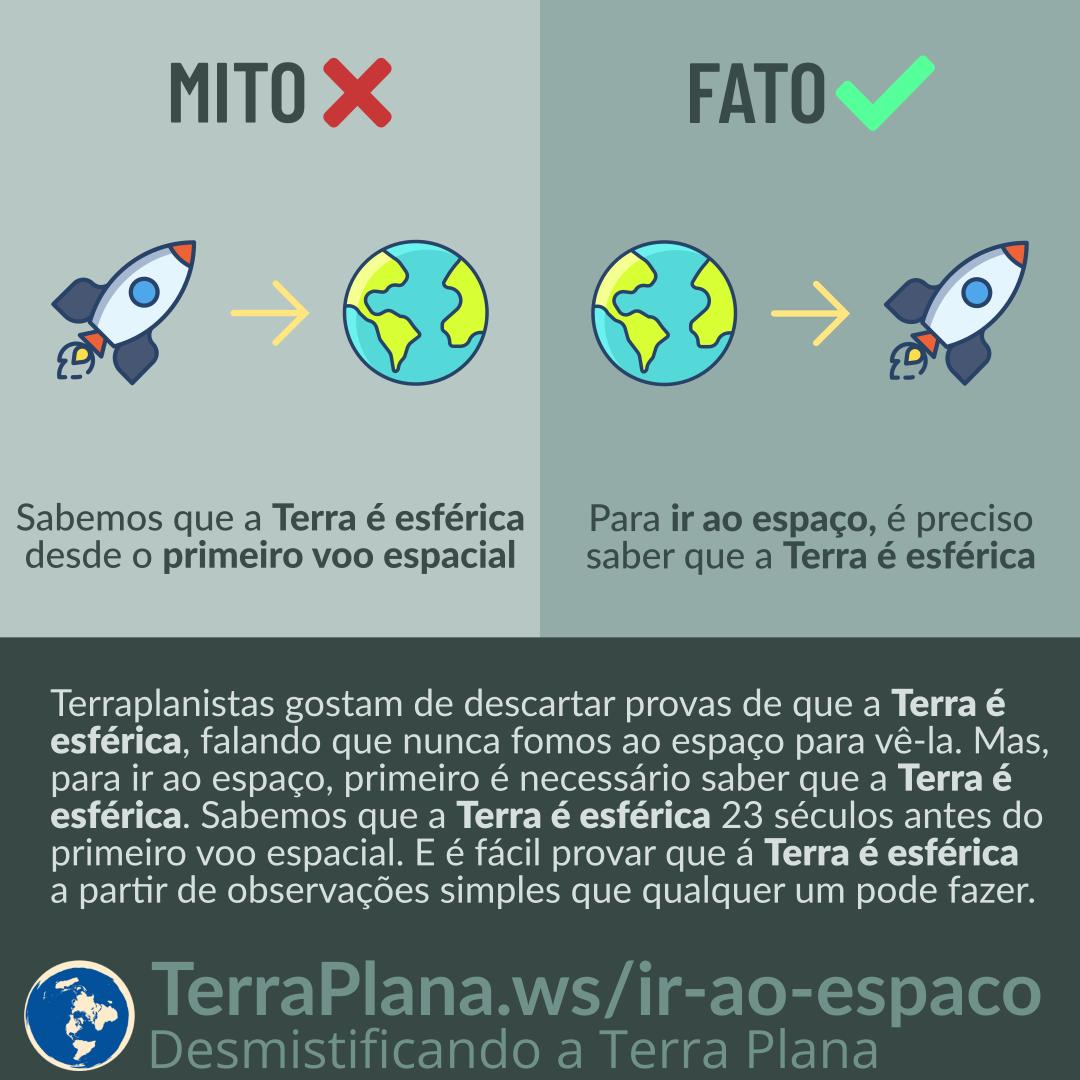 MITO
Sabemos que a Terra é esférica
desde o primeiro voo espacial
FATO
Para ir ao espaço, é preciso
saber que a Terra é esférica
Terraplanistas gostam de descartar provas de que a Terra é
esférica, falando que nunca fomos ao espaço para vê-la. Mas,
para ir ao espaço, primeiro é necessário saber que a Terra é
esférica. Sabemos que a Terra é esférica 23 séculos antes do
primeiro voo espacial. E é fácil provar que á Terra é esférica
a partir de observações simples que qualquer um pode fazer.
TerraPlana.ws/ir-ao-espaco
Desmistificando a Terra Plana